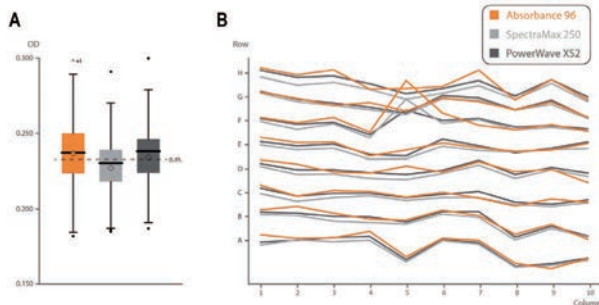 A
OD
0.300
0.250
0.200
0.150
n.m.
B
Row
H
G
F
E
D
C
B
A
1 2 3 4 5 6 7 8 9 10
Column
Absorbance 96
SpectraMax 250
PowerWave XS2